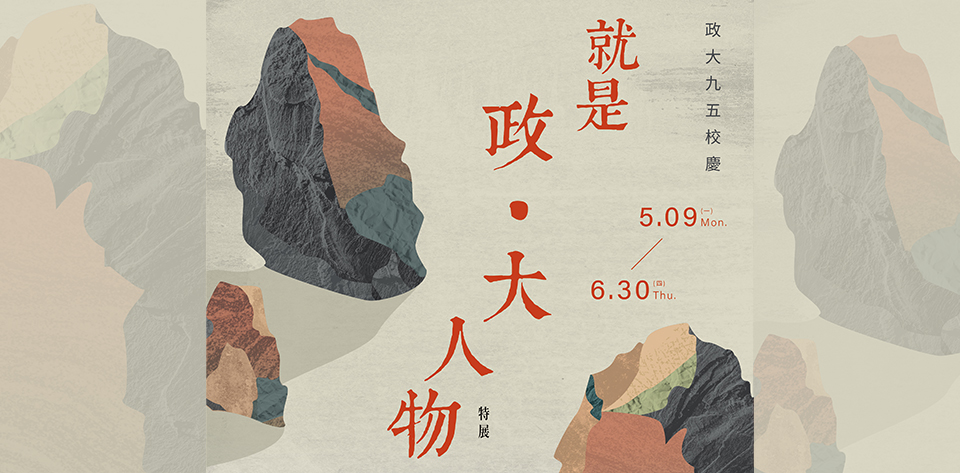 政大九五校慶
就是
政・大
人物
特展
5.09(一)Mon.
6.30(四)Thu.